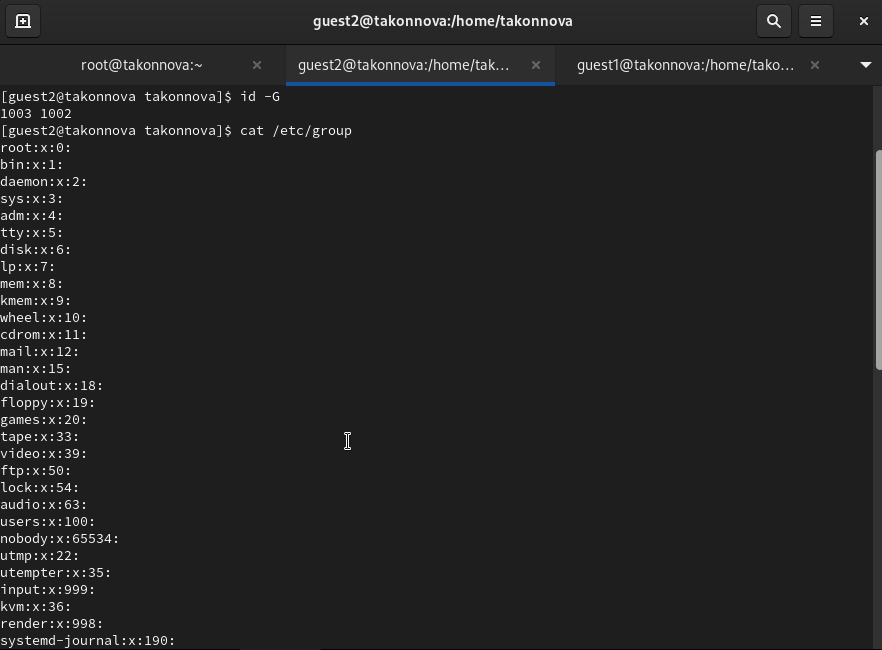 guest2@takonnova:/home/takonnova
root@takonnova:~
guest2@takonnova:/home/tak...
guest1@takonnova:/home/tako...
[guest2@takonnova takonnova]$ id -G
1003 1002
[guest2@takonnova takonnova]$ cat /etc/group
root:x:0:
bin:x:1:
daemon:x:2:
sys:x:3:
adm:x:4:
tty:x:5:
disk:x:6:
lp:x:7:
mem:x:8:
kmem:x:9:
wheel:x:10:
cdrom:x:11:
mail:x:12:
man:x:15:
dialout:x:18:
floppy:x:19:
games:x:20:
tape:x:33:
video:x:39:
ftp:x:50:
lock:x:54:
audio:x:63:
users:x:100:
nobody:x:65534:
utmp:x:22:
utempter:x:35:
input:x:999:
kvm:x:36:
render:x:998:
systemd-journal:x:190: